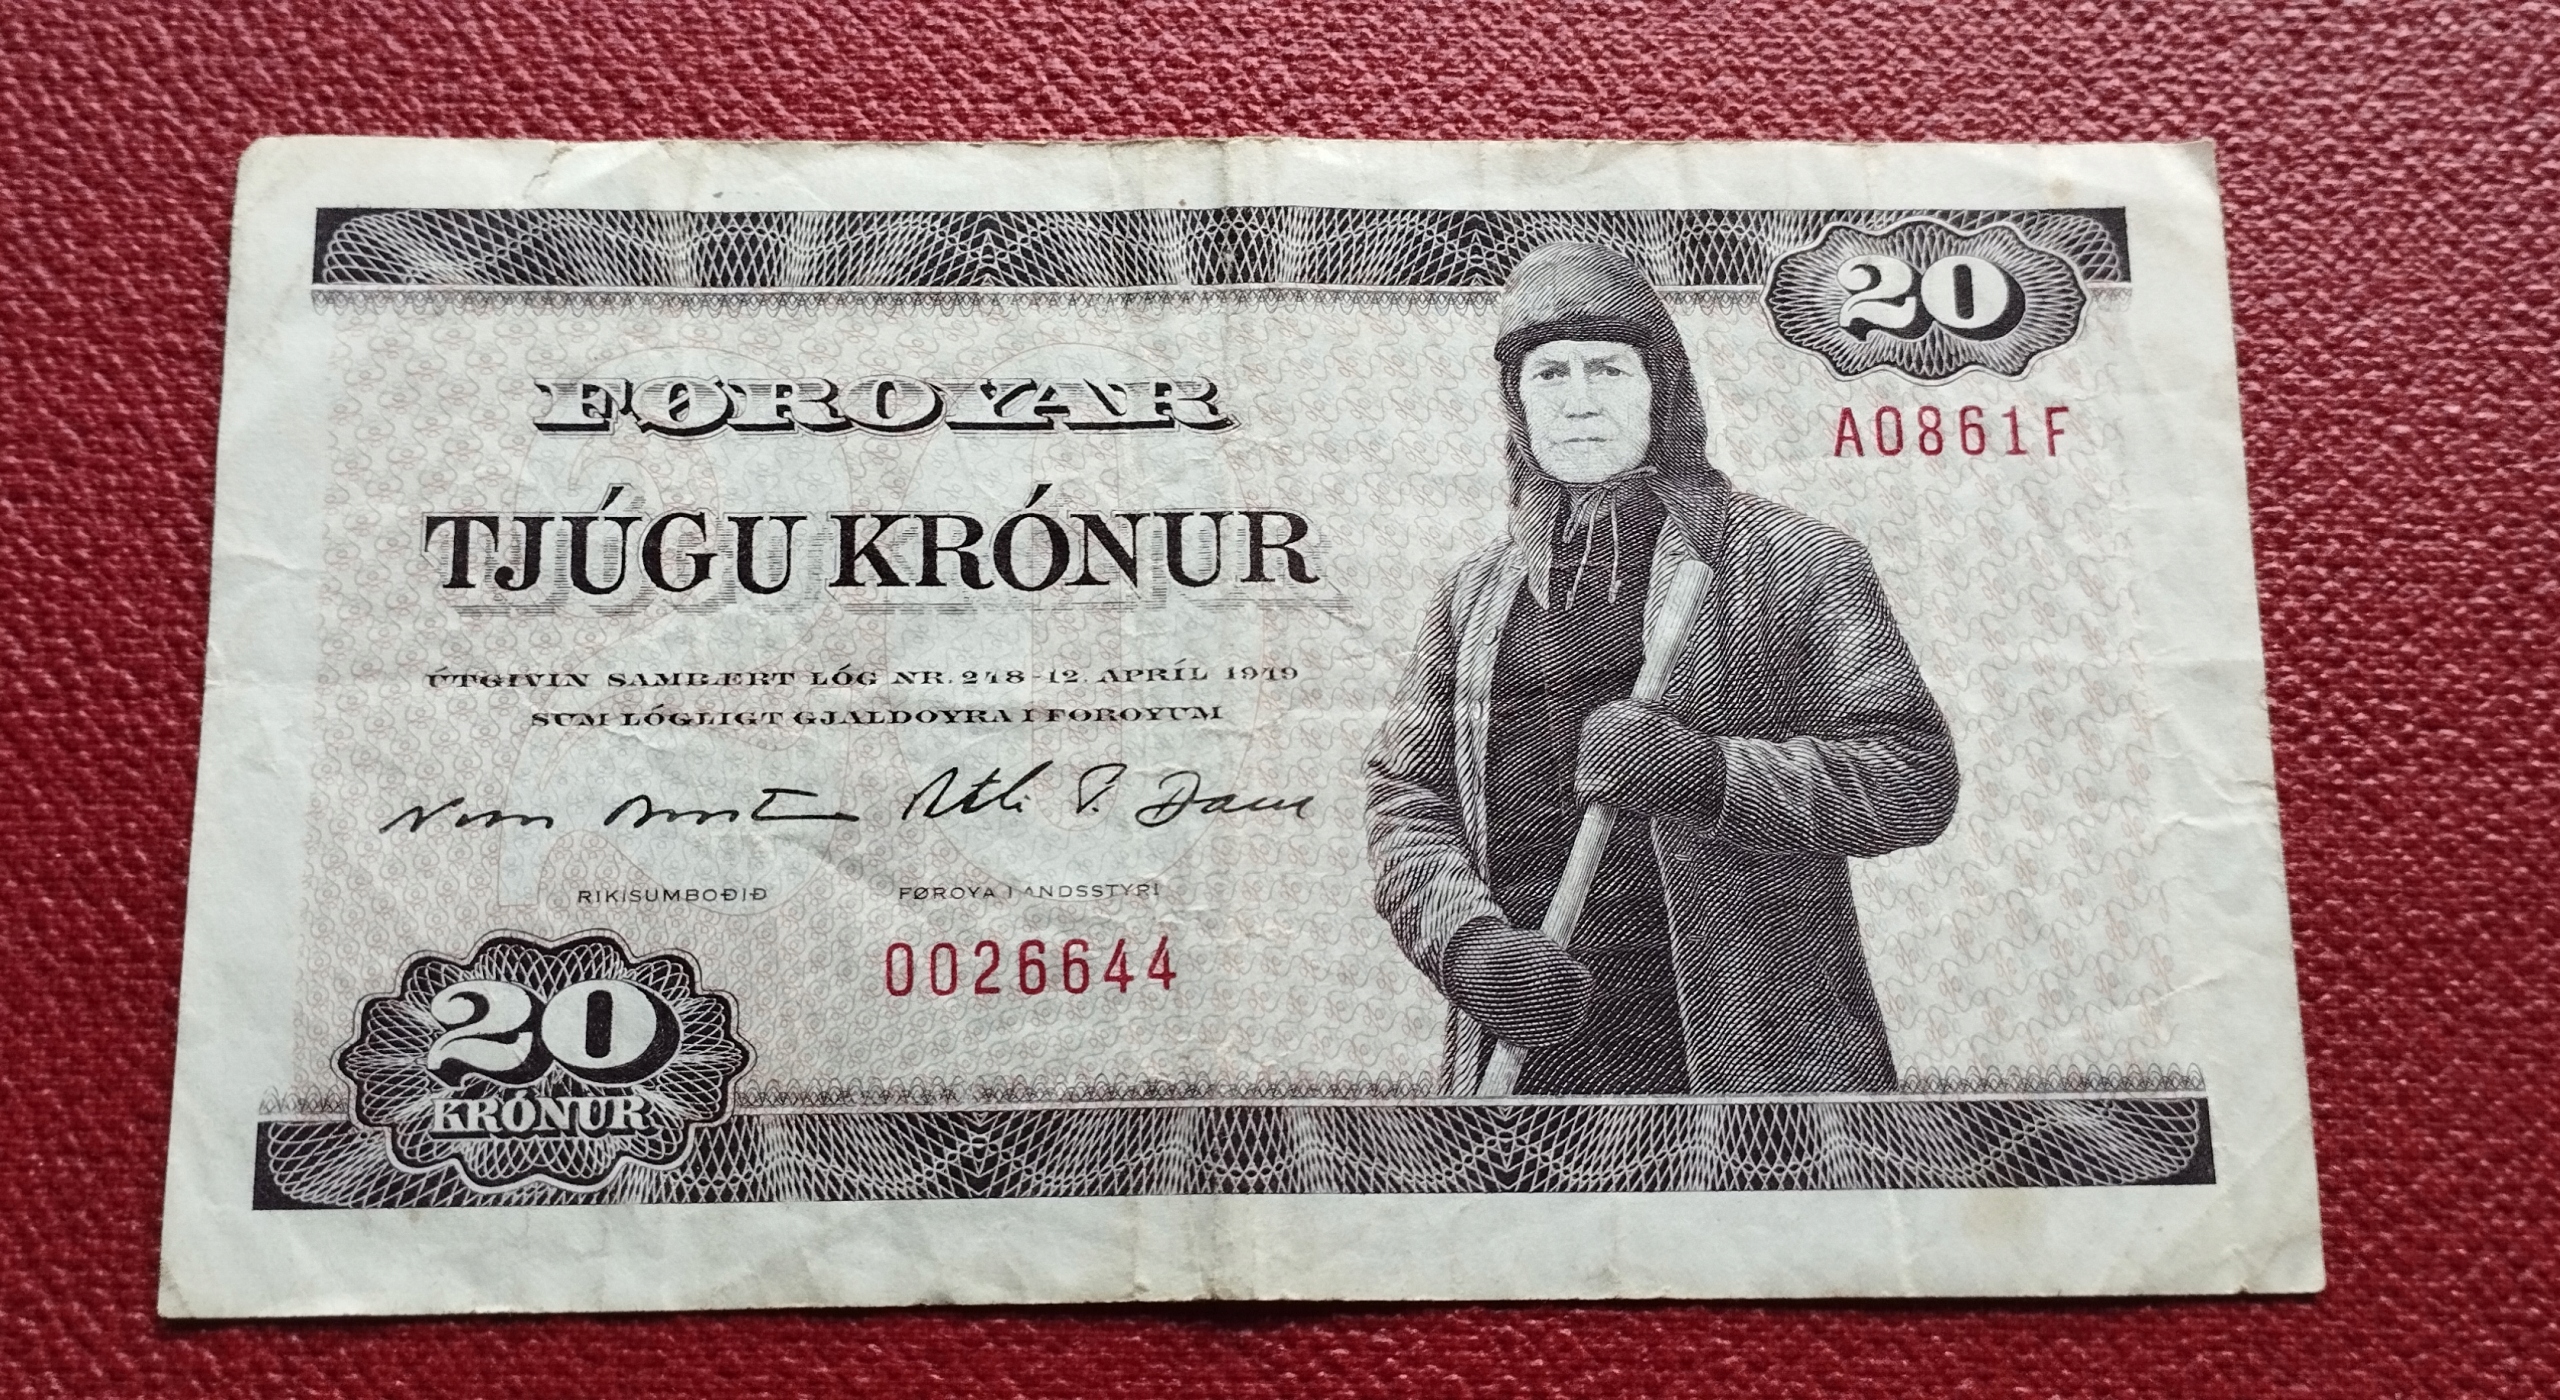 20
FØROYAR
A0861F
TJÚGU KRÓNUR
ÚTGIVIN SAMBÆRT LÓG NR. 248-12. APRÍL 1949
SUM LÓGLIGT GJALDOYRA I FØROYUM
RIKISUMBOÐIÐ FØROYA LANDSSTYRI
0026644
20
KRÓNUR